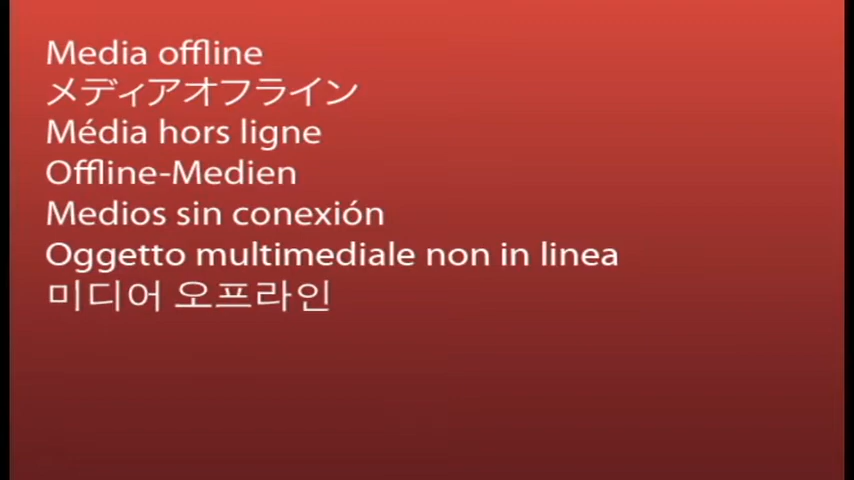 Media offline
メディアオフライン
Média hors ligne
Offline-Medien
Medios sin conexión
Oggetto multimediale non in linea
미디어 오프라인